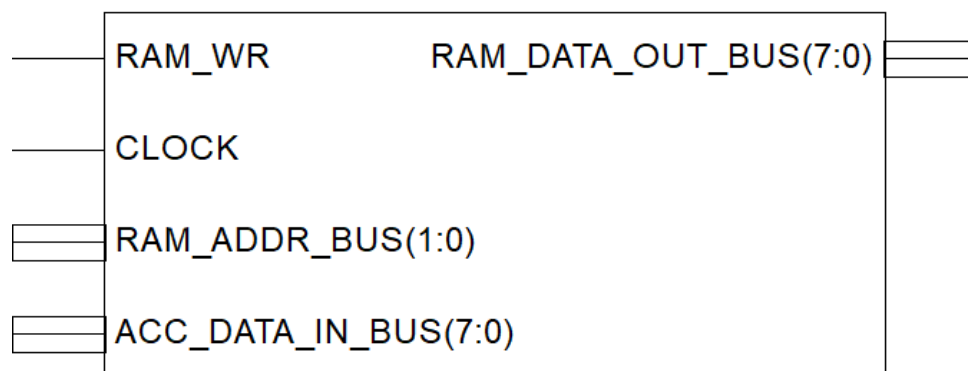 RAM_WR RAM_DATA_OUT_BUS(7:0)
CLOCK
RAM_ADDR_BUS(1:0)
ACC_DATA_IN_BUS(7:0)